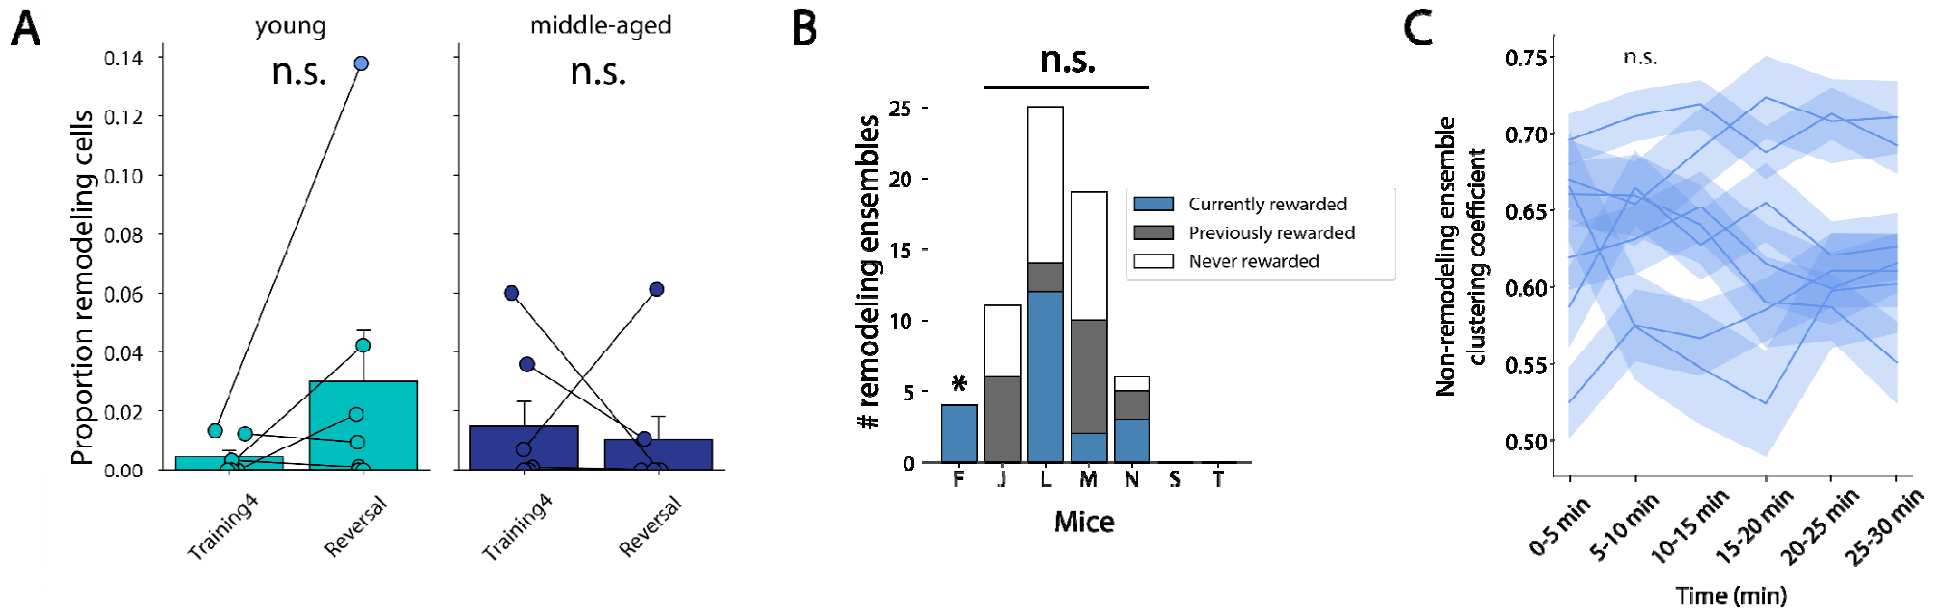 A
young
middle-aged
n.s.
n.s.
Proportion remodeling cells
0.14
0.12
0.10
0.08
0.06
0.04
0.02
0.00
Training4
Reversal
Training4
Reversal
B
n.s.
# remodeling ensembles
25
20
15
10
5
0
*
Currently rewarded
Previously rewarded
Never rewarded
F
J
L
M
N
S
T
Mice
C
n.s.
Non-remodeling ensemble
clustering coefficient
0.75
0.70
0.65
0.60
0.55
0.50
0-5 min
5-10 min
10-15 min
15-20 min
20-25 min
25-30 min
Time (min)